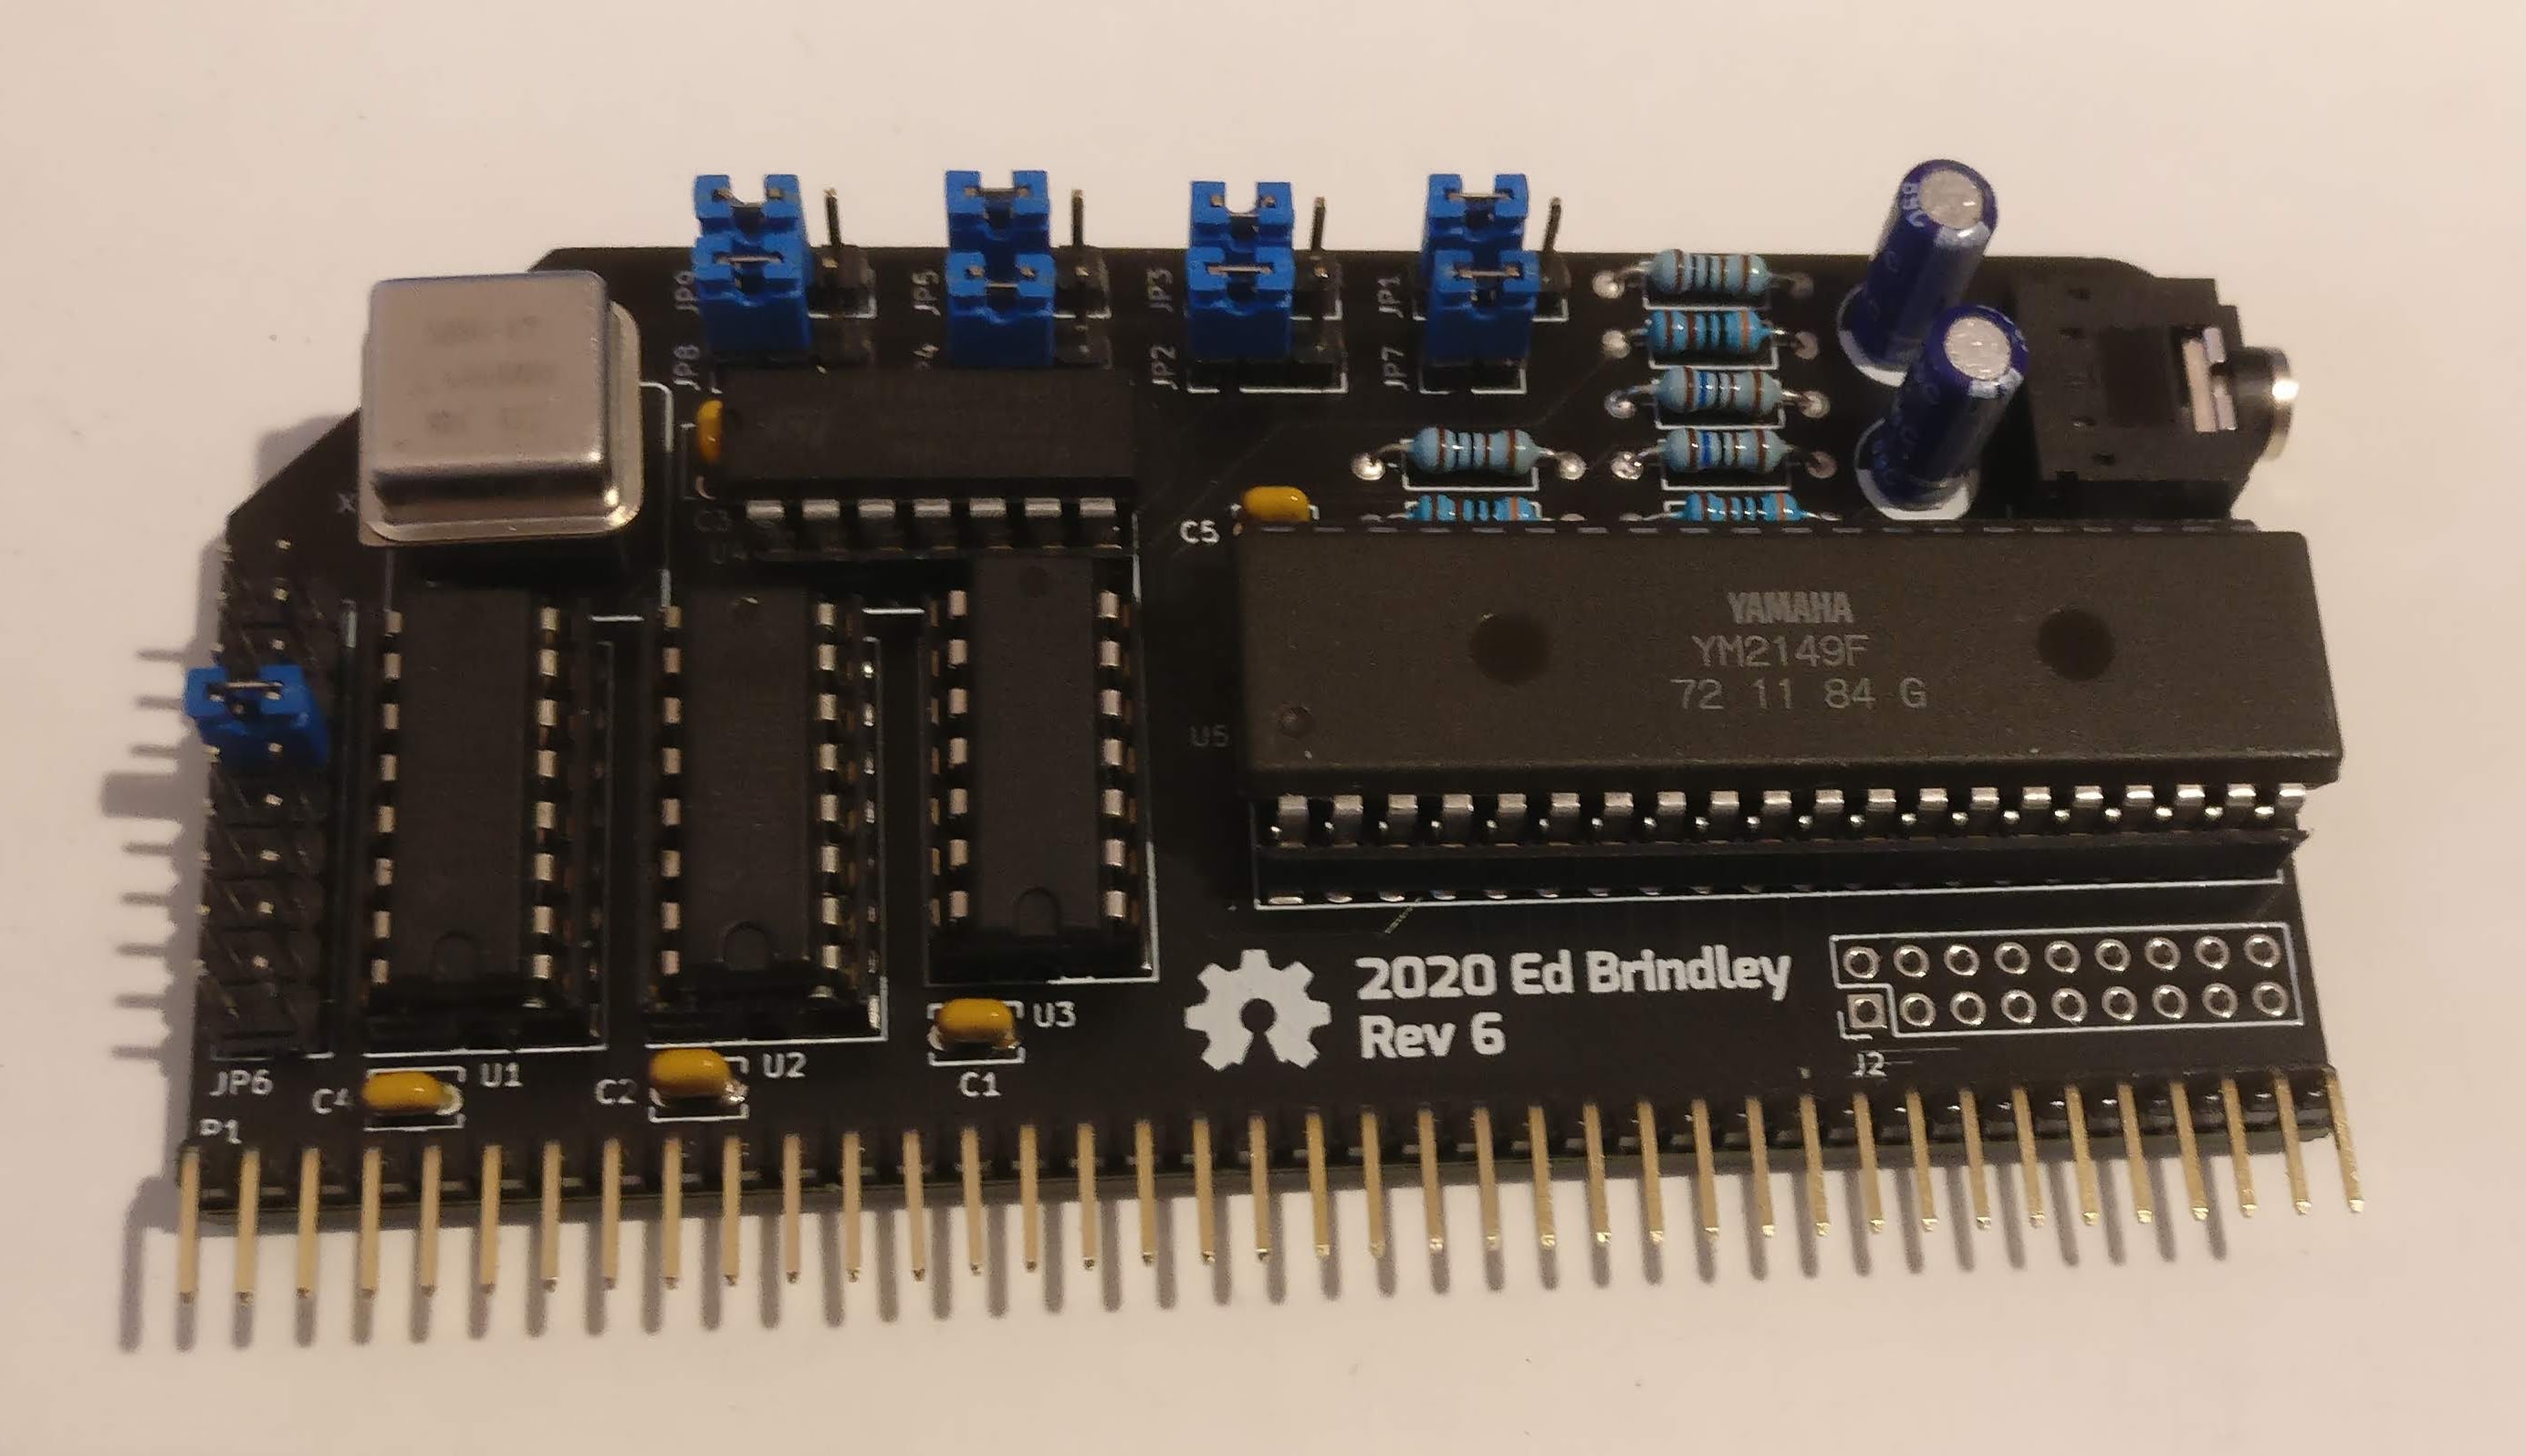 JP9
JP5
JP3
JP1
JP8
JP2
JP7
C3
U4
C5
YAMAHA
YM2149F
72 11 84 G
U5
2020 Ed Brindley
Rev 6
J2
U3
C1
U2
C2
U1
C4
JP6
P1